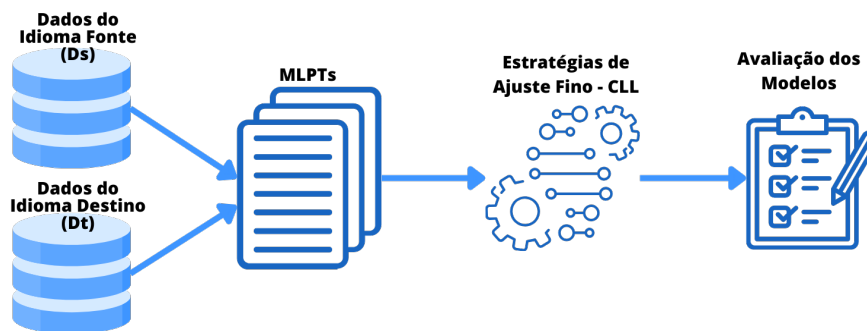 Dados do
Idioma Fonte
(Ds)
Dados do
Idioma Destino
(Dt)
MLPTs
Estratégias de
Ajuste Fino - CLL
Avaliação dos
Modelos